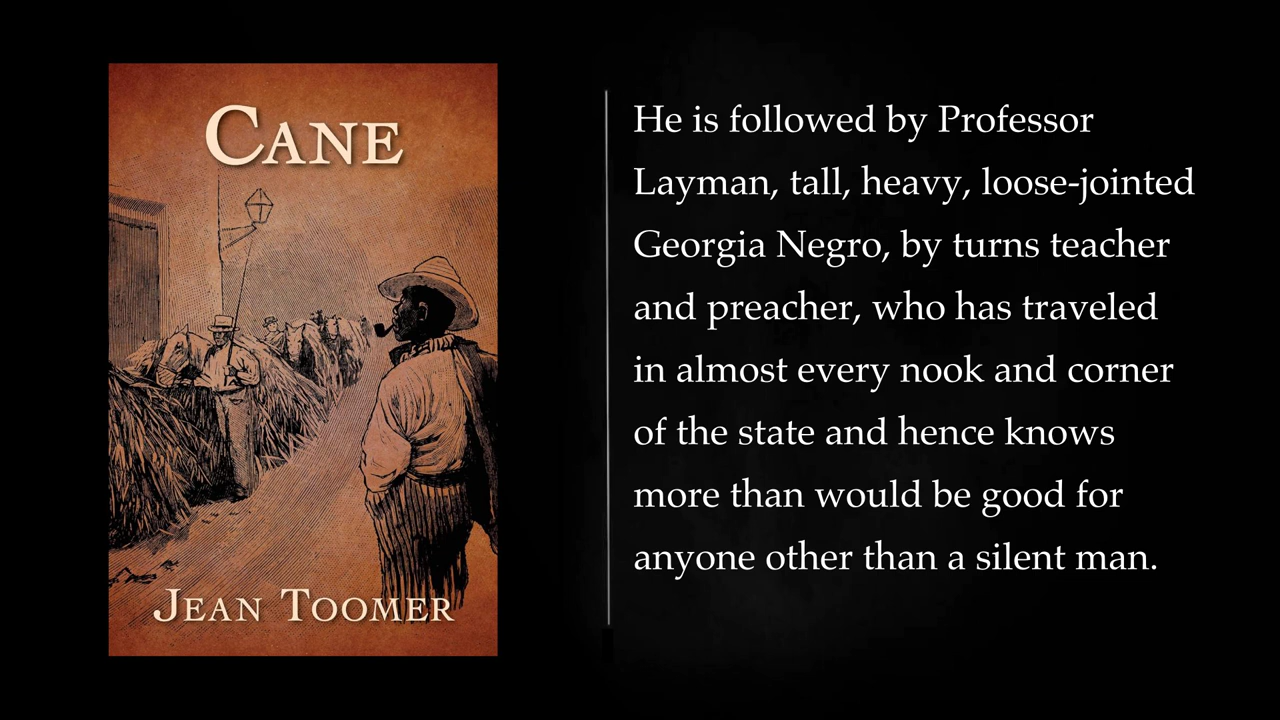 CANE
JEAN TOOMER
He is followed by Professor
Layman, tall, heavy, loose-jointed
Georgia Negro, by turns teacher
and preacher, who has traveled
in almost every nook and corner
of the state and hence knows
more than would be good for
anyone other than a silent man.